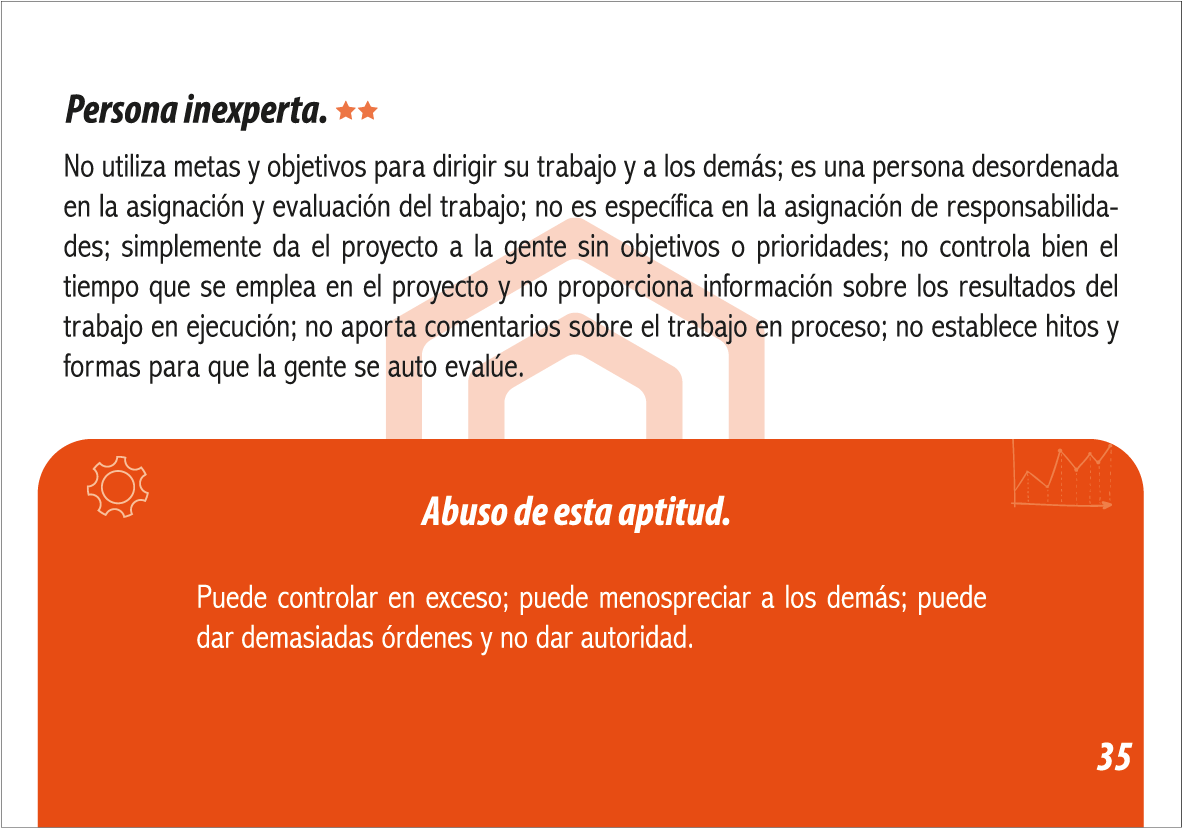 Persona inexperta.
No utiliza metas y objetivos para dirigir su trabajo y a los demás; es una persona desordenada
en la asignación y evaluación del trabajo; no es específica en la asignación de responsabilida-
des; simplemente da el proyecto a la gente sin objetivos o prioridades; no controla bien el
tiempo que se emplea en el proyecto y no proporciona información sobre los resultados del
trabajo en ejecución; no aporta comentarios sobre el trabajo en proceso; no establece hitos y
formas para que la gente se auto evalúe.
Abuso de esta aptitud.
Puede controlar en exceso; puede menospreciar a los demás; puede
dar demasiadas órdenes y no dar autoridad.
35